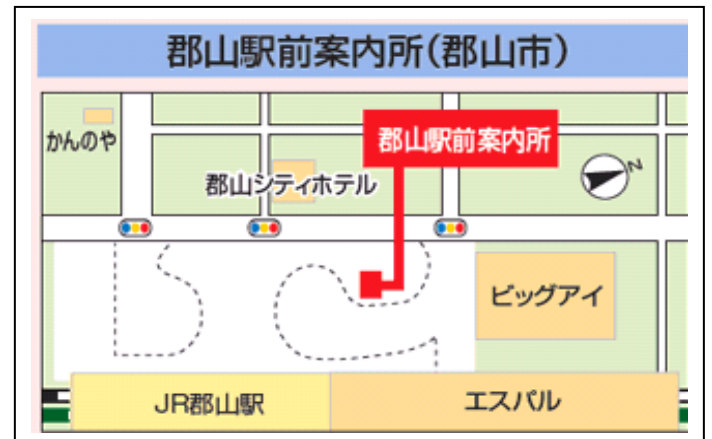 郡山駅前案内所(郡山市)
かんのや
郡山駅前案内所
郡山シティホテル
N
ビッグアイ
JR郡山駅
エスパル